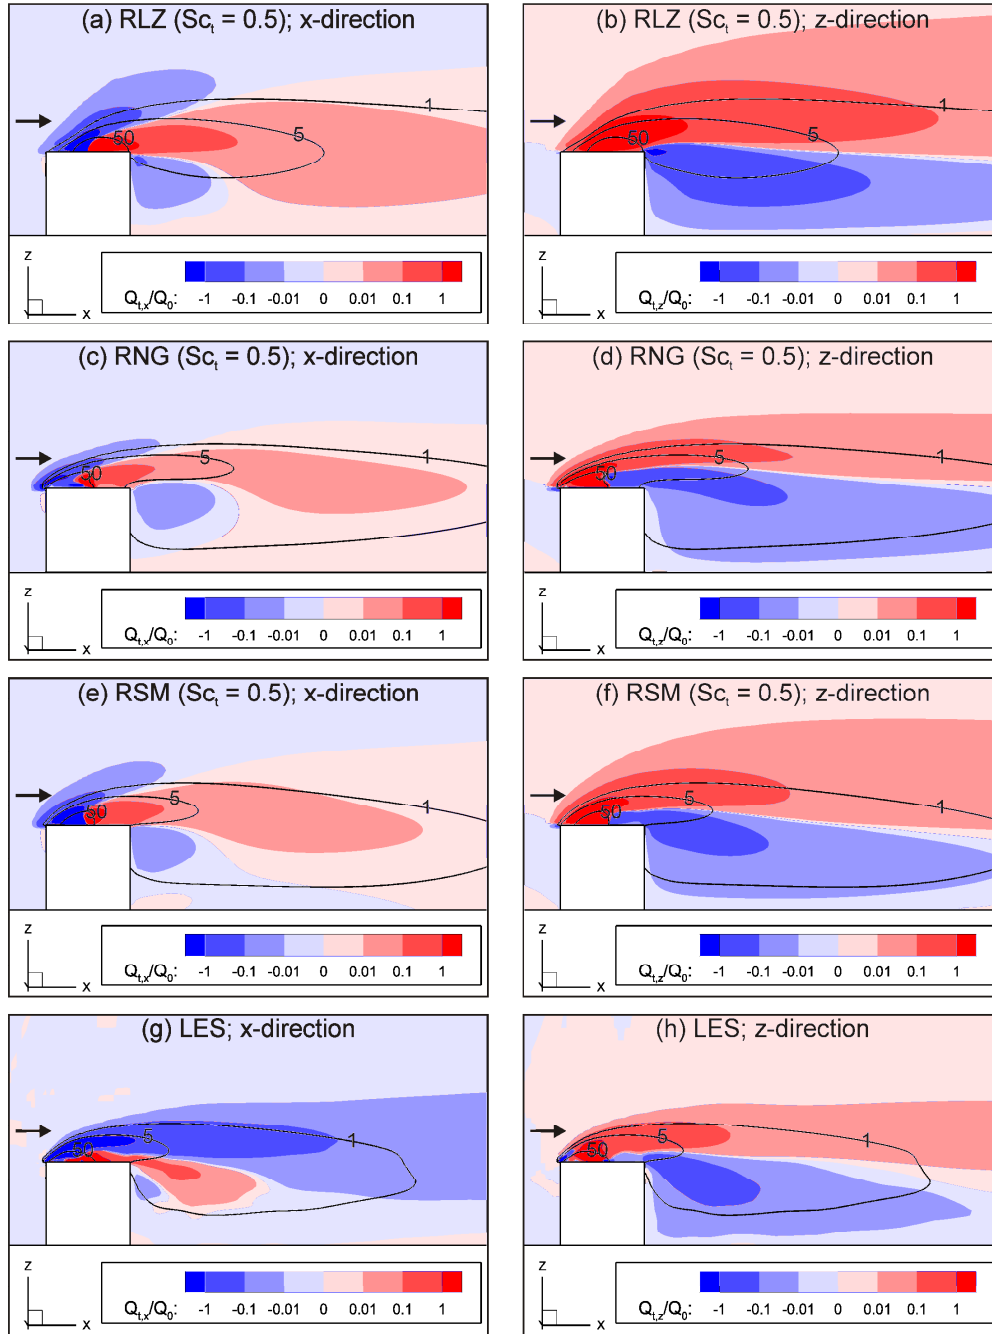 (a) RLZ (Scₜ = 0.5); x-direction
1
5
50
z
x
Qₜ,ₓ/Q₀: -1 -0.1 -0.01 0 0.01 0.1 1
(b) RLZ (Scₜ = 0.5); z-direction
1
5
50
z
x
Q_t,z/Q₀: -1 -0.1 -0.01 0 0.01 0.1 1
(c) RNG (Scₜ = 0.5); x-direction
1
5
50
z
x
Qₜ,ₓ/Q₀: -1 -0.1 -0.01 0 0.01 0.1 1
(d) RNG (Scₜ = 0.5); z-direction
1
5
50
z
x
Q_t,z/Q₀: -1 -0.1 -0.01 0 0.01 0.1 1
(e) RSM (Scₜ = 0.5); x-direction
1
5
50
z
x
Qₜ,ₓ/Q₀: -1 -0.1 -0.01 0 0.01 0.1 1
(f) RSM (Scₜ = 0.5); z-direction
1
5
50
z
x
Q_t,z/Q₀: -1 -0.1 -0.01 0 0.01 0.1 1
(g) LES; x-direction
1
5
50
z
x
Qₜ,ₓ/Q₀: -1 -0.1 -0.01 0 0.01 0.1 1
(h) LES; z-direction
1
5
50
z
x
Q_t,z/Q₀: -1 -0.1 -0.01 0 0.01 0.1 1